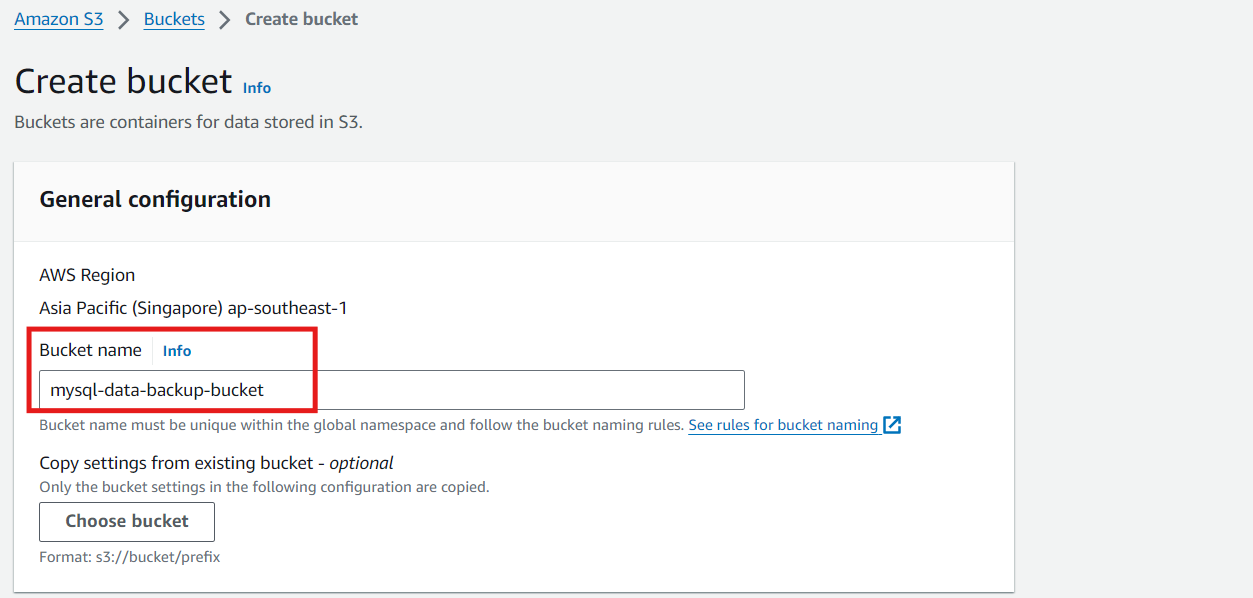 Amazon S3 > Buckets > Create bucket
Create bucket Info
Buckets are containers for data stored in S3.
General configuration
AWS Region
Asia Pacific (Singapore) ap-southeast-1
Bucket name Info
mysql-data-backup-bucket
Bucket name must be unique within the global namespace and follow the bucket naming rules. See rules for bucket naming
Copy settings from existing bucket - optional
Only the bucket settings in the following configuration are copied.
Choose bucket
Format: s3://bucket/prefix